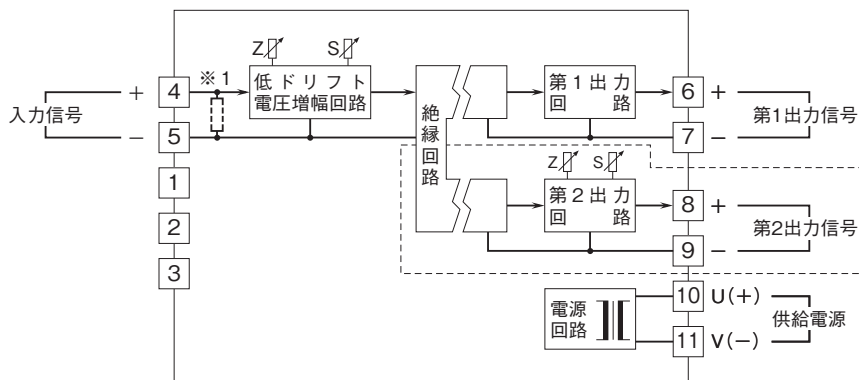 Z S
※1
低ドリフト
電圧増幅回路
第1出力
回 路
+ 4
入力信号
− 5
1
2
3
絶縁回路
6 +
第1出力信号
7 −
Z S
第2出力
回 路
8 +
第2出力信号
9 −
電源
回路
10 U(+)
供給電源
11 V(−)